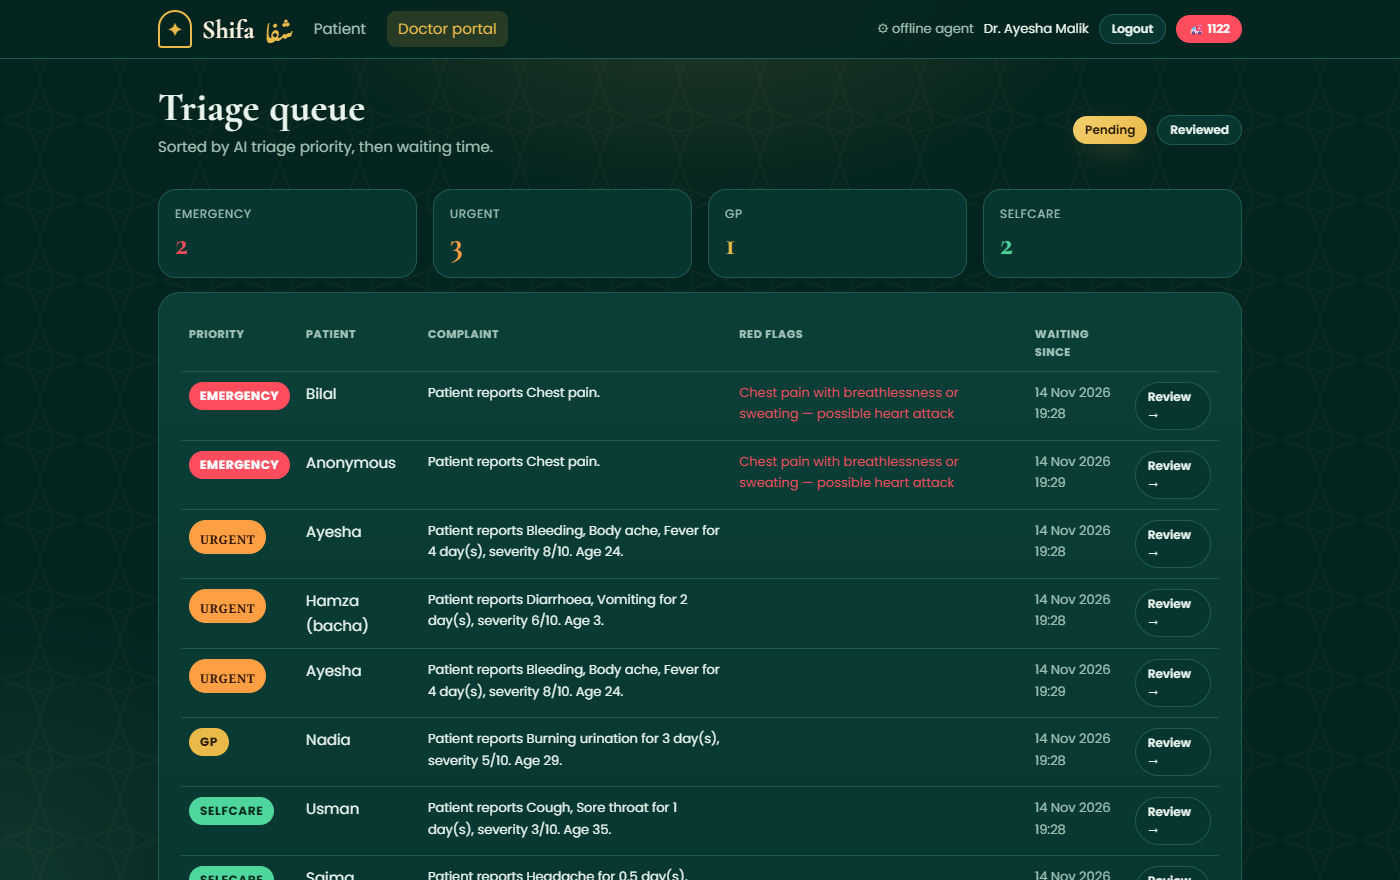 Shifa شفا
Patient
Doctor portal
offline agent
Dr. Ayesha Malik
Logout
1122
Triage queue
Sorted by AI triage priority, then waiting time.
Pending
Reviewed
EMERGENCY
2
URGENT
3
GP
1
SELFCARE
2
PRIORITY
PATIENT
COMPLAINT
RED FLAGS
WAITING
SINCE
EMERGENCY
Bilal
Patient reports Chest pain.
Chest pain with breathlessness or
sweating — possible heart attack
14 Nov 2026
19:28
Review
→
EMERGENCY
Anonymous
Patient reports Chest pain.
Chest pain with breathlessness or
sweating — possible heart attack
14 Nov 2026
19:29
Review
→
URGENT
Ayesha
Patient reports Bleeding, Body ache, Fever for
4 day(s), severity 8/10. Age 24.
14 Nov 2026
19:28
Review
→
URGENT
Hamza
(bacha)
Patient reports Diarrhoea, Vomiting for 2
day(s), severity 6/10. Age 3.
14 Nov 2026
19:28
Review
→
URGENT
Ayesha
Patient reports Bleeding, Body ache, Fever for
4 day(s), severity 8/10. Age 24.
14 Nov 2026
19:29
Review
→
GP
Nadia
Patient reports Burning urination for 3 day(s),
severity 5/10. Age 29.
14 Nov 2026
19:28
Review
→
SELFCARE
Usman
Patient reports Cough, Sore throat for 1
day(s), severity 3/10. Age 35.
14 Nov 2026
19:28
Review
→
SELFCARE
Saima
Patient reports Headache for 0.5 day(s),
14 Nov 2026
Review